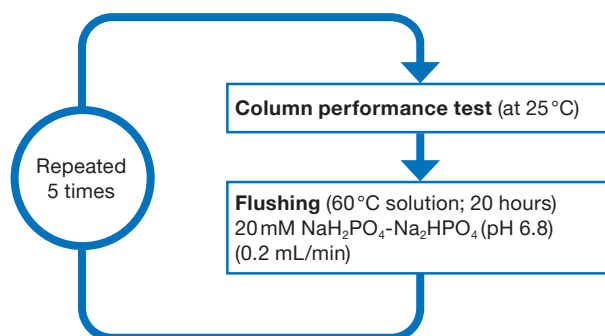 Column performance test (at 25 °C)
Repeated
5 times
Flushing (60 °C solution; 20 hours)
20 mM NaH₂PO₄-Na₂HPO₄ (pH 6.8)
(0.2 mL/min)